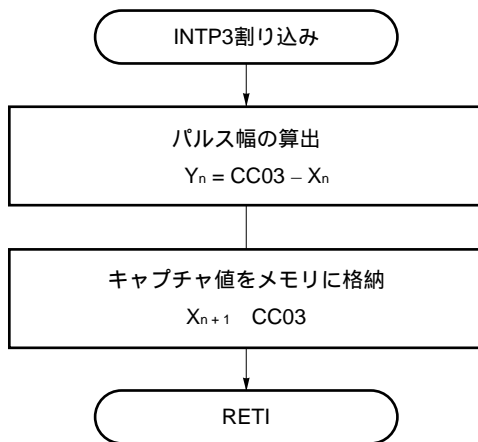 INTP3割り込み
パルス幅の算出
Yn = CC03 – Xn
キャプチャ値をメモリに格納
Xn + 1 CC03
RETI